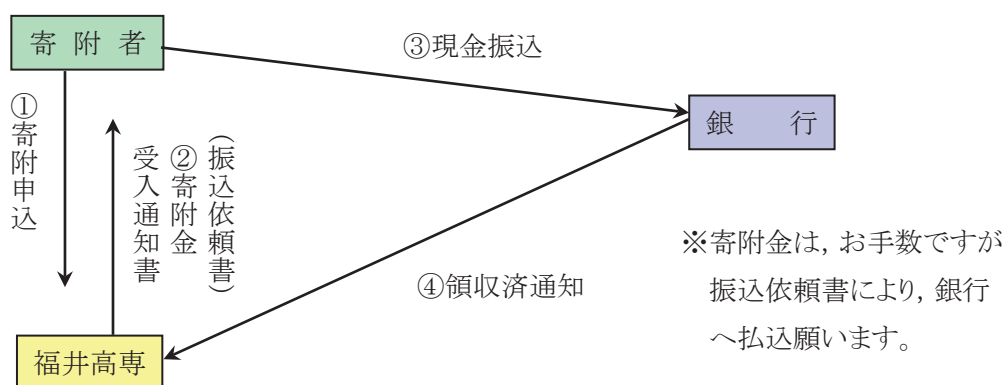 寄 附 者
③現金振込
銀　　行
①寄附申込
(振込依頼書)
②寄附金
受入通知書
※寄附金は, お手数ですが
振込依頼書により, 銀行
へ払込願います。
④領収済通知
福井高専